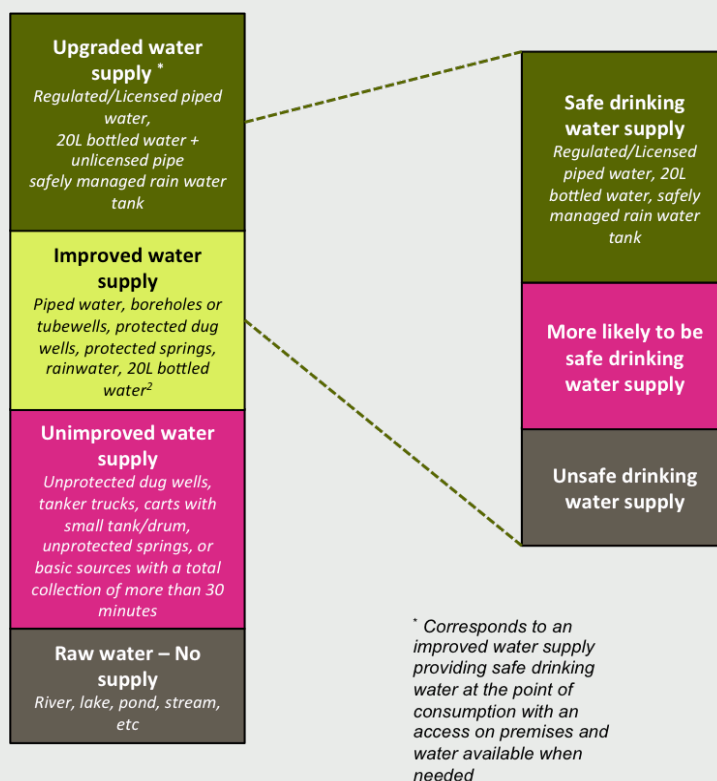 Upgraded water
supply *
Regulated/Licensed piped
water,
20L bottled water +
unlicensed pipe
safely managed rain water
tank
Improved water
supply
Piped water, boreholes or
tubewells, protected dug
wells, protected springs,
rainwater, 20L bottled
water²
Unimproved water
supply
Unprotected dug wells,
tanker trucks, carts with
small tank/drum,
unprotected springs, or
basic sources with a total
collection of more than 30
minutes
Raw water – No
supply
River, lake, pond, stream,
etc
Safe drinking
water supply
Regulated/Licensed
piped water, 20L
bottled water, safely
managed rain water
tank
More likely to be
safe drinking
water supply
Unsafe drinking
water supply
* Corresponds to an
improved water supply
providing safe drinking
water at the point of
consumption with an
access on premises and
water available when
needed